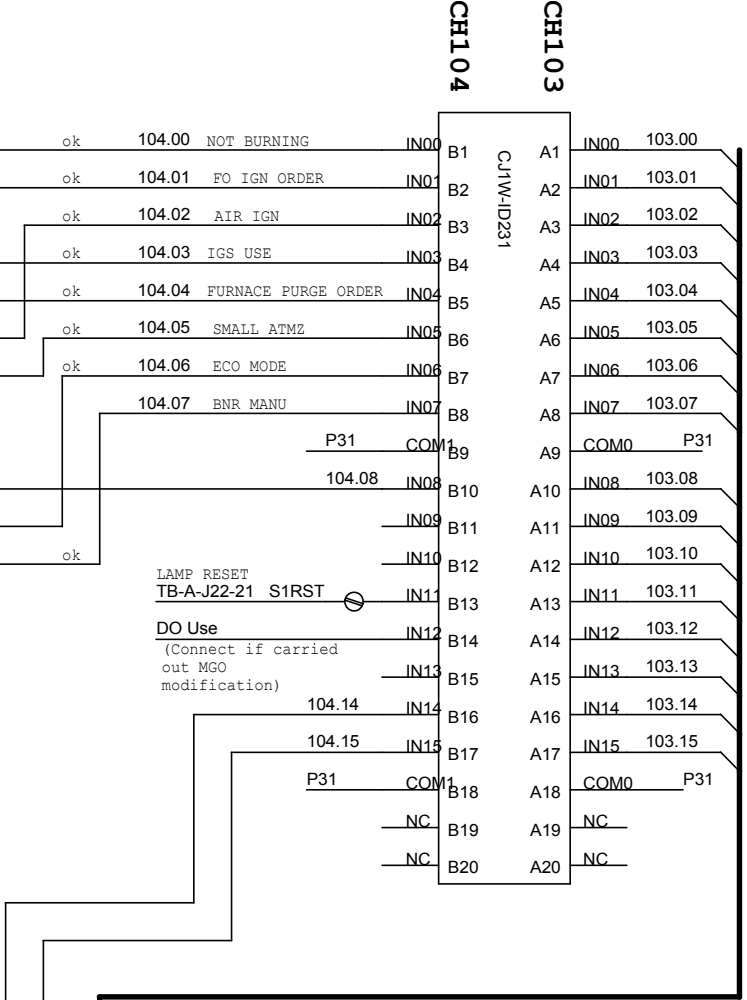 CH104 CH103
CJ1W-ID231
ok 104.00 NOT BURNING IN00 B1 A1 IN00 103.00
ok 104.01 FO IGN ORDER IN01 B2 A2 IN01 103.01
ok 104.02 AIR IGN IN02 B3 A3 IN02 103.02
ok 104.03 IGS USE IN03 B4 A4 IN03 103.03
ok 104.04 FURNACE PURGE ORDER IN04 B5 A5 IN04 103.04
ok 104.05 SMALL ATMZ IN05 B6 A6 IN05 103.05
ok 104.06 ECO MODE IN06 B7 A7 IN06 103.06
104.07 BNR MANU IN07 B8 A8 IN07 103.07
P31 COM1 B9 A9 COM0 P31
104.08 IN08 B10 A10 IN08 103.08
IN09 B11 A11 IN09 103.09
ok IN10 B12 A12 IN10 103.10
LAMP RESET
TB-A-J22-21 S1RST IN11 B13 A13 IN11 103.11
DO Use IN12 B14 A14 IN12 103.12
(Connect if carried
out MGO IN13 B15 A15 IN13 103.13
modification)
104.14 IN14 B16 A16 IN14 103.14
104.15 IN15 B17 A17 IN15 103.15
P31 COM1 B18 A18 COM0 P31
NC B19 A19 NC
NC B20 A20 NC